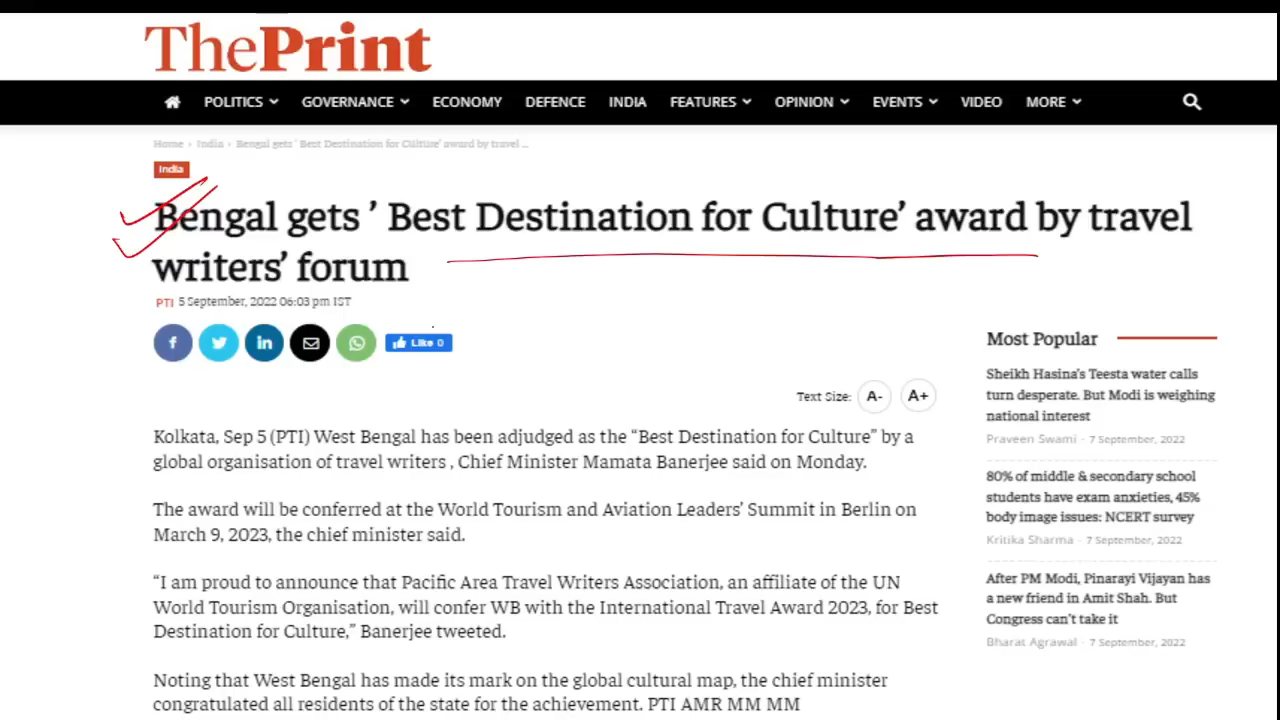 ThePrint
POLITICS GOVERNANCE ECONOMY DEFENCE INDIA FEATURES OPINION EVENTS VIDEO MORE
Home › India › Bengal gets ' Best Destination for Culture' award by travel ...
India
Bengal gets ’ Best Destination for Culture’ award by travel
writers’ forum
PTI 5 September, 2022 06:03 pm IST
Like 0
Text Size: A- A+
Kolkata, Sep 5 (PTI) West Bengal has been adjudged as the “Best Destination for Culture” by a
global organisation of travel writers , Chief Minister Mamata Banerjee said on Monday.
The award will be conferred at the World Tourism and Aviation Leaders’ Summit in Berlin on
March 9, 2023, the chief minister said.
“I am proud to announce that Pacific Area Travel Writers Association, an affiliate of the UN
World Tourism Organisation, will confer WB with the International Travel Award 2023, for Best
Destination for Culture,” Banerjee tweeted.
Noting that West Bengal has made its mark on the global cultural map, the chief minister
congratulated all residents of the state for the achievement. PTI AMR MM MM
Most Popular
Sheikh Hasina’s Teesta water calls
turn desperate. But Modi is weighing
national interest
Praveen Swami - 7 September, 2022
80% of middle & secondary school
students have exam anxieties, 45%
body image issues: NCERT survey
Kritika Sharma - 7 September, 2022
After PM Modi, Pinarayi Vijayan has
a new friend in Amit Shah. But
Congress can’t take it
Bharat Agrawal - 7 September, 2022